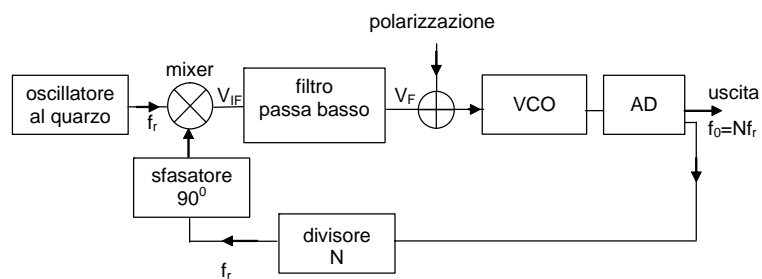 polarizzazione
mixer
oscillatore
al quarzo
f_r
V_IF
filtro
passa basso
V_F
VCO
AD
uscita
f_0=Nf_r
sfasatore
90^0
divisore
N
f_r